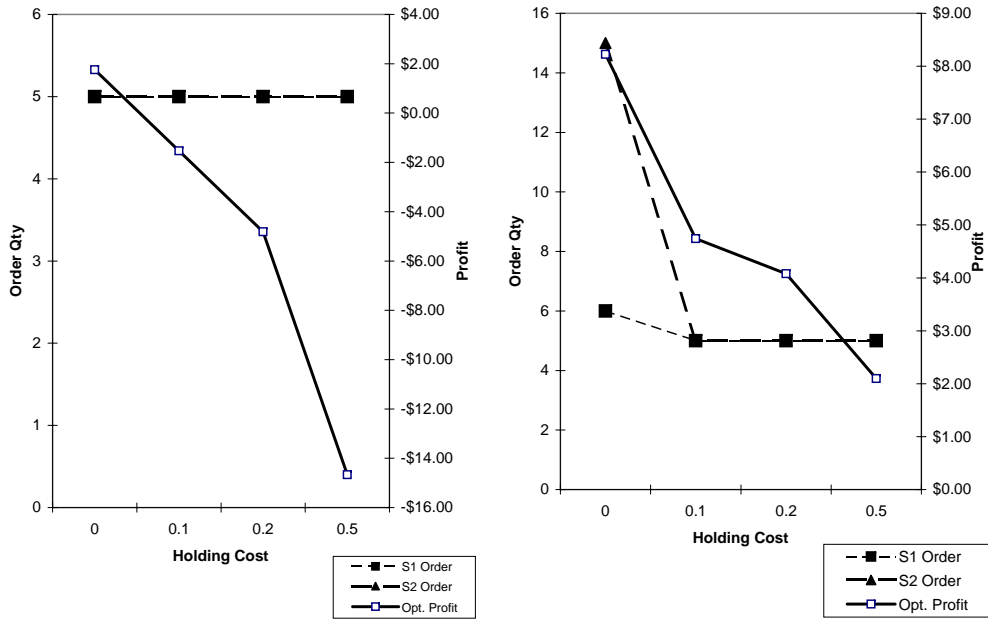 6
5
4
3
2
1
0
Order Qty
$4.00
$2.00
$0.00
-$2.00
-$4.00
-$6.00
-$8.00
-$10.00
-$12.00
-$14.00
-$16.00
Profit
0 0.1 0.2 0.5
Holding Cost
S1 Order
S2 Order
Opt. Profit
16
14
12
10
8
6
4
2
0
Order Qty
$9.00
$8.00
$7.00
$6.00
$5.00
$4.00
$3.00
$2.00
$1.00
$0.00
Profit
0 0.1 0.2 0.5
Holding Cost
S1 Order
S2 Order
Opt. Profit